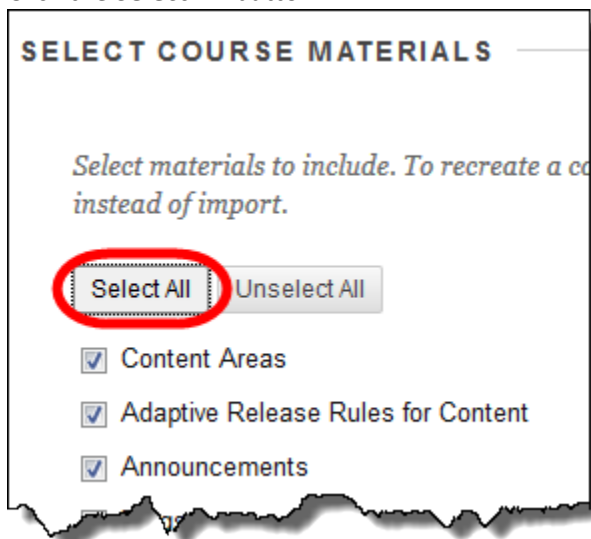 SELECT COURSE MATERIALS
Select materials to include. To recreate a co
instead of import.
Select All Unselect All
Content Areas
Adaptive Release Rules for Content
Announcements